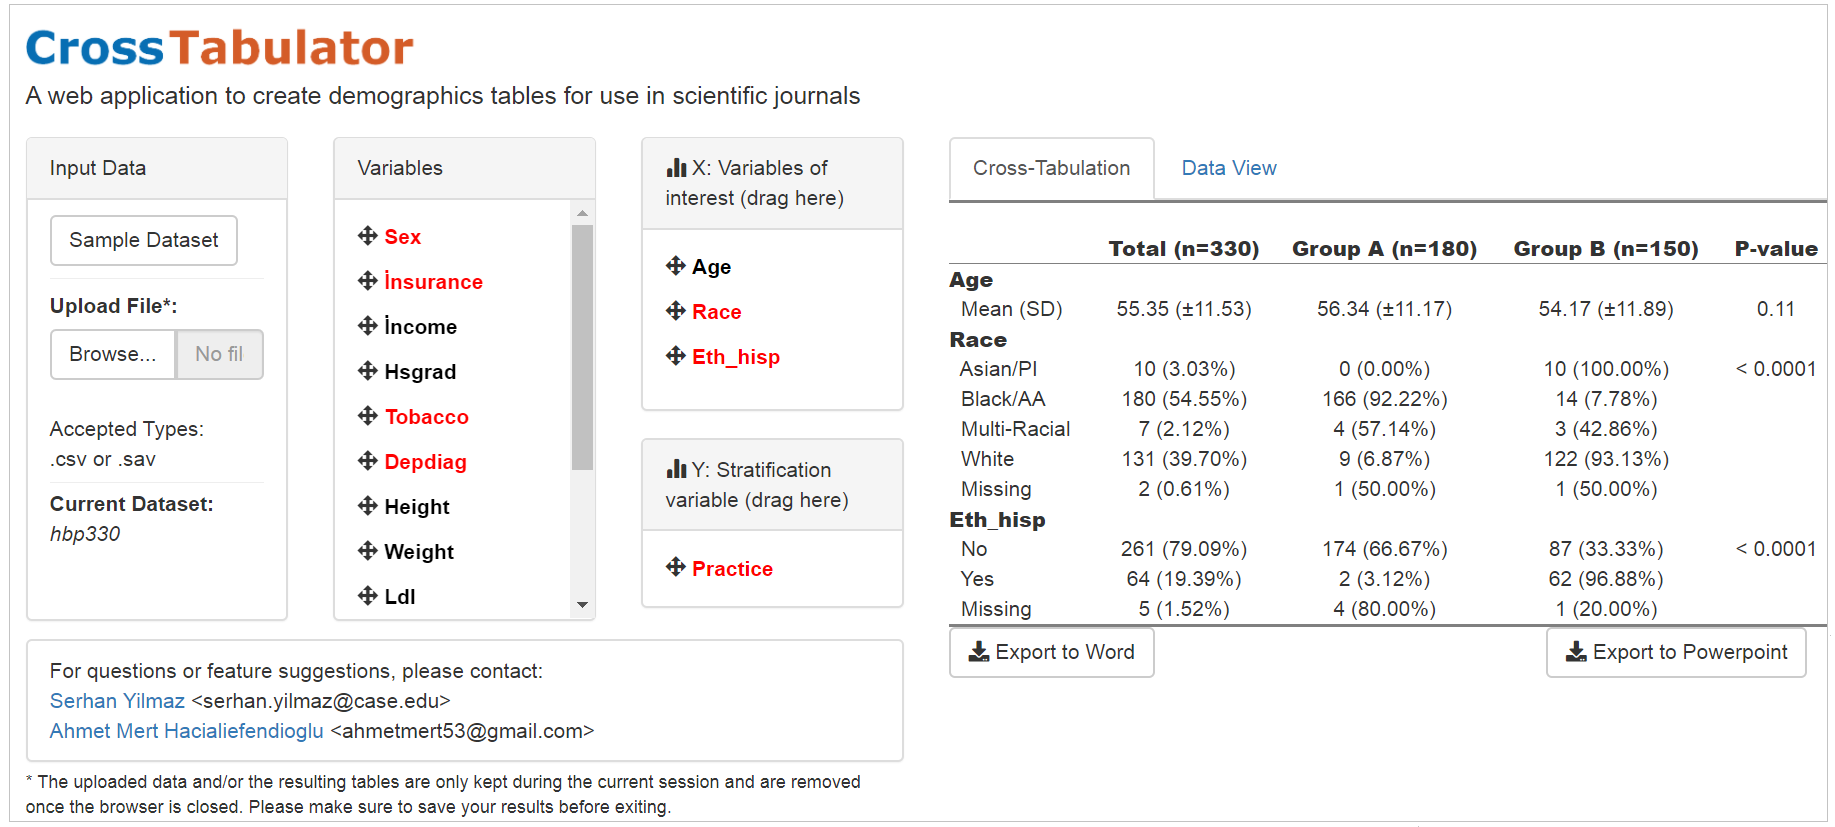 CrossTabulator
A web application to create demographics tables for use in scientific journals
Input Data
Sample Dataset
Upload File*:
Browse... No fil
Accepted Types:
.csv or .sav
Current Dataset:
hbp330
Variables
Sex
İnsurance
İncome
Hsgrad
Tobacco
Depdiag
Height
Weight
Ldl
X: Variables of
interest (drag here)
Age
Race
Eth_hisp
Y: Stratification
variable (drag here)
Practice
For questions or feature suggestions, please contact:
Serhan Yilmaz <serhan.yilmaz@case.edu>
Ahmet Mert Hacialiefendioglu <ahmetmert53@gmail.com>
* The uploaded data and/or the resulting tables are only kept during the current session and are removed
once the browser is closed. Please make sure to save your results before exiting.
Cross-Tabulation Data View
Total (n=330) Group A (n=180) Group B (n=150) P-value
Age
Mean (SD) 55.35 (±11.53) 56.34 (±11.17) 54.17 (±11.89) 0.11
Race
Asian/PI 10 (3.03%) 0 (0.00%) 10 (100.00%) < 0.0001
Black/AA 180 (54.55%) 166 (92.22%) 14 (7.78%)
Multi-Racial 7 (2.12%) 4 (57.14%) 3 (42.86%)
White 131 (39.70%) 9 (6.87%) 122 (93.13%)
Missing 2 (0.61%) 1 (50.00%) 1 (50.00%)
Eth_hisp
No 261 (79.09%) 174 (66.67%) 87 (33.33%) < 0.0001
Yes 64 (19.39%) 2 (3.12%) 62 (96.88%)
Missing 5 (1.52%) 4 (80.00%) 1 (20.00%)
Export to Word Export to Powerpoint